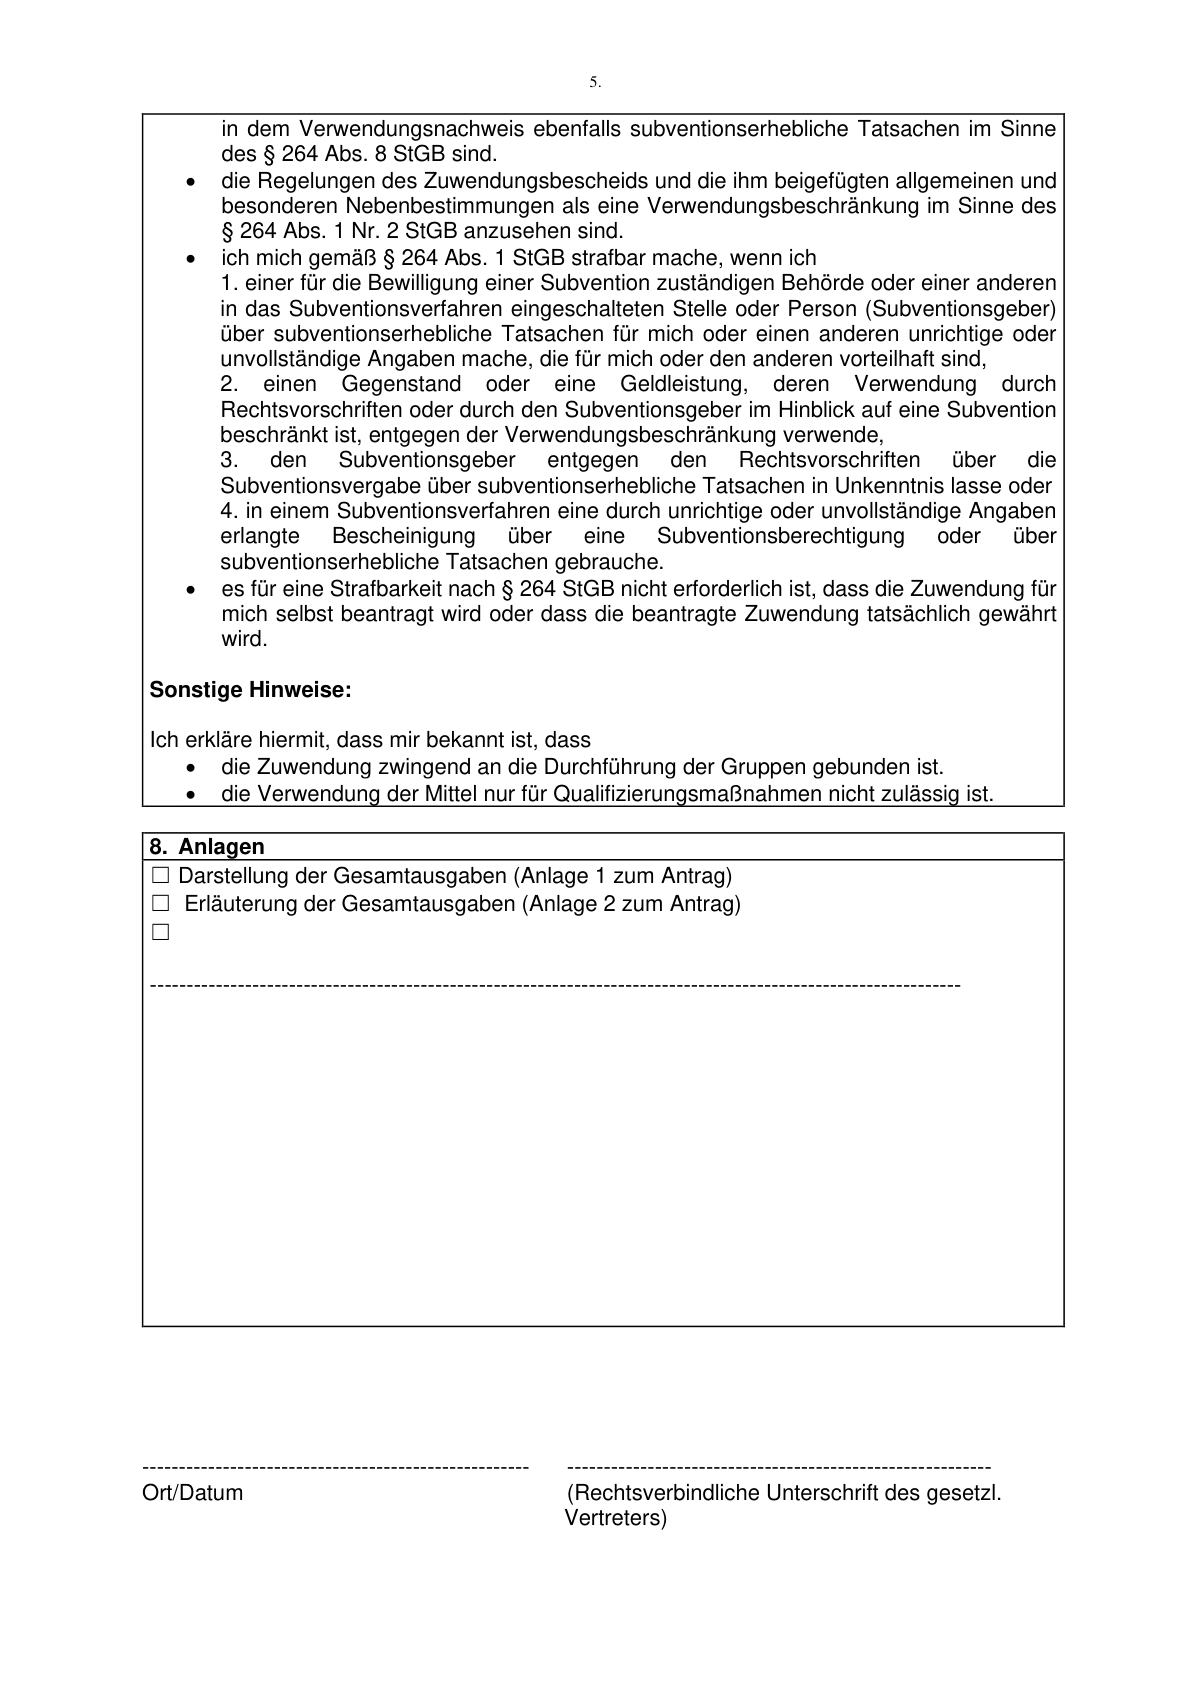 5.
in dem Verwendungsnachweis ebenfalls subventionserhebliche Tatsachen im Sinne
des § 264 Abs. 8 StGB sind.
• die Regelungen des Zuwendungsbescheids und die ihm beigefügten allgemeinen und
besonderen Nebenbestimmungen als eine Verwendungsbeschränkung im Sinne des
§ 264 Abs. 1 Nr. 2 StGB anzusehen sind.
• ich mich gemäß § 264 Abs. 1 StGB strafbar mache, wenn ich
1. einer für die Bewilligung einer Subvention zuständigen Behörde oder einer anderen
in das Subventionsverfahren eingeschalteten Stelle oder Person (Subventionsgeber)
über subventionserhebliche Tatsachen für mich oder einen anderen unrichtige oder
unvollständige Angaben mache, die für mich oder den anderen vorteilhaft sind,
2. einen Gegenstand oder eine Geldleistung, deren Verwendung durch
Rechtsvorschriften oder durch den Subventionsgeber im Hinblick auf eine Subvention
beschränkt ist, entgegen der Verwendungsbeschränkung verwende,
3. den Subventionsgeber entgegen den Rechtsvorschriften über die
Subventionsvergabe über subventionserhebliche Tatsachen in Unkenntnis lasse oder
4. in einem Subventionsverfahren eine durch unrichtige oder unvollständige Angaben
erlangte Bescheinigung über eine Subventionsberechtigung oder über
subventionserhebliche Tatsachen gebrauche.
• es für eine Strafbarkeit nach § 264 StGB nicht erforderlich ist, dass die Zuwendung für
mich selbst beantragt wird oder dass die beantragte Zuwendung tatsächlich gewährt
wird.
Sonstige Hinweise:
Ich erkläre hiermit, dass mir bekannt ist, dass
• die Zuwendung zwingend an die Durchführung der Gruppen gebunden ist.
• die Verwendung der Mittel nur für Qualifizierungsmaßnahmen nicht zulässig ist.
8. Anlagen
☐ Darstellung der Gesamtausgaben (Anlage 1 zum Antrag)
☐ Erläuterung der Gesamtausgaben (Anlage 2 zum Antrag)
☐
---------------------------------------------------------------------------------------------------------------
----------------------------------------------------- ----------------------------------------------------------
Ort/Datum (Rechtsverbindliche Unterschrift des gesetzl.
Vertreters)